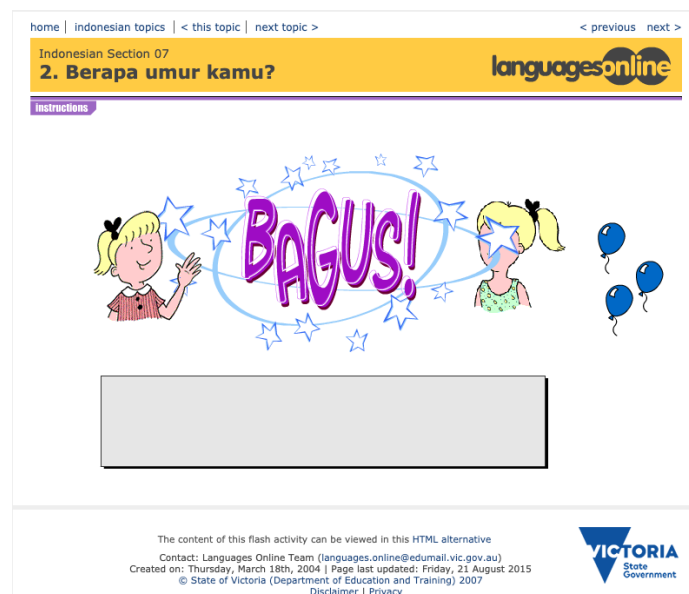 home | indonesian topics | < this topic | next topic > < previous next >
Indonesian Section 07
2. Berapa umur kamu?
languagesonline
instructions
BAGUS!
The content of this flash activity can be viewed in this HTML alternative
Contact: Languages Online Team (languages.online@edumail.vic.gov.au)
Created on: Thursday, March 18th, 2004 | Page last updated: Friday, 21 August 2015
© State of Victoria (Department of Education and Training) 2007
Disclaimer | Privacy
VICTORIA
State
Government